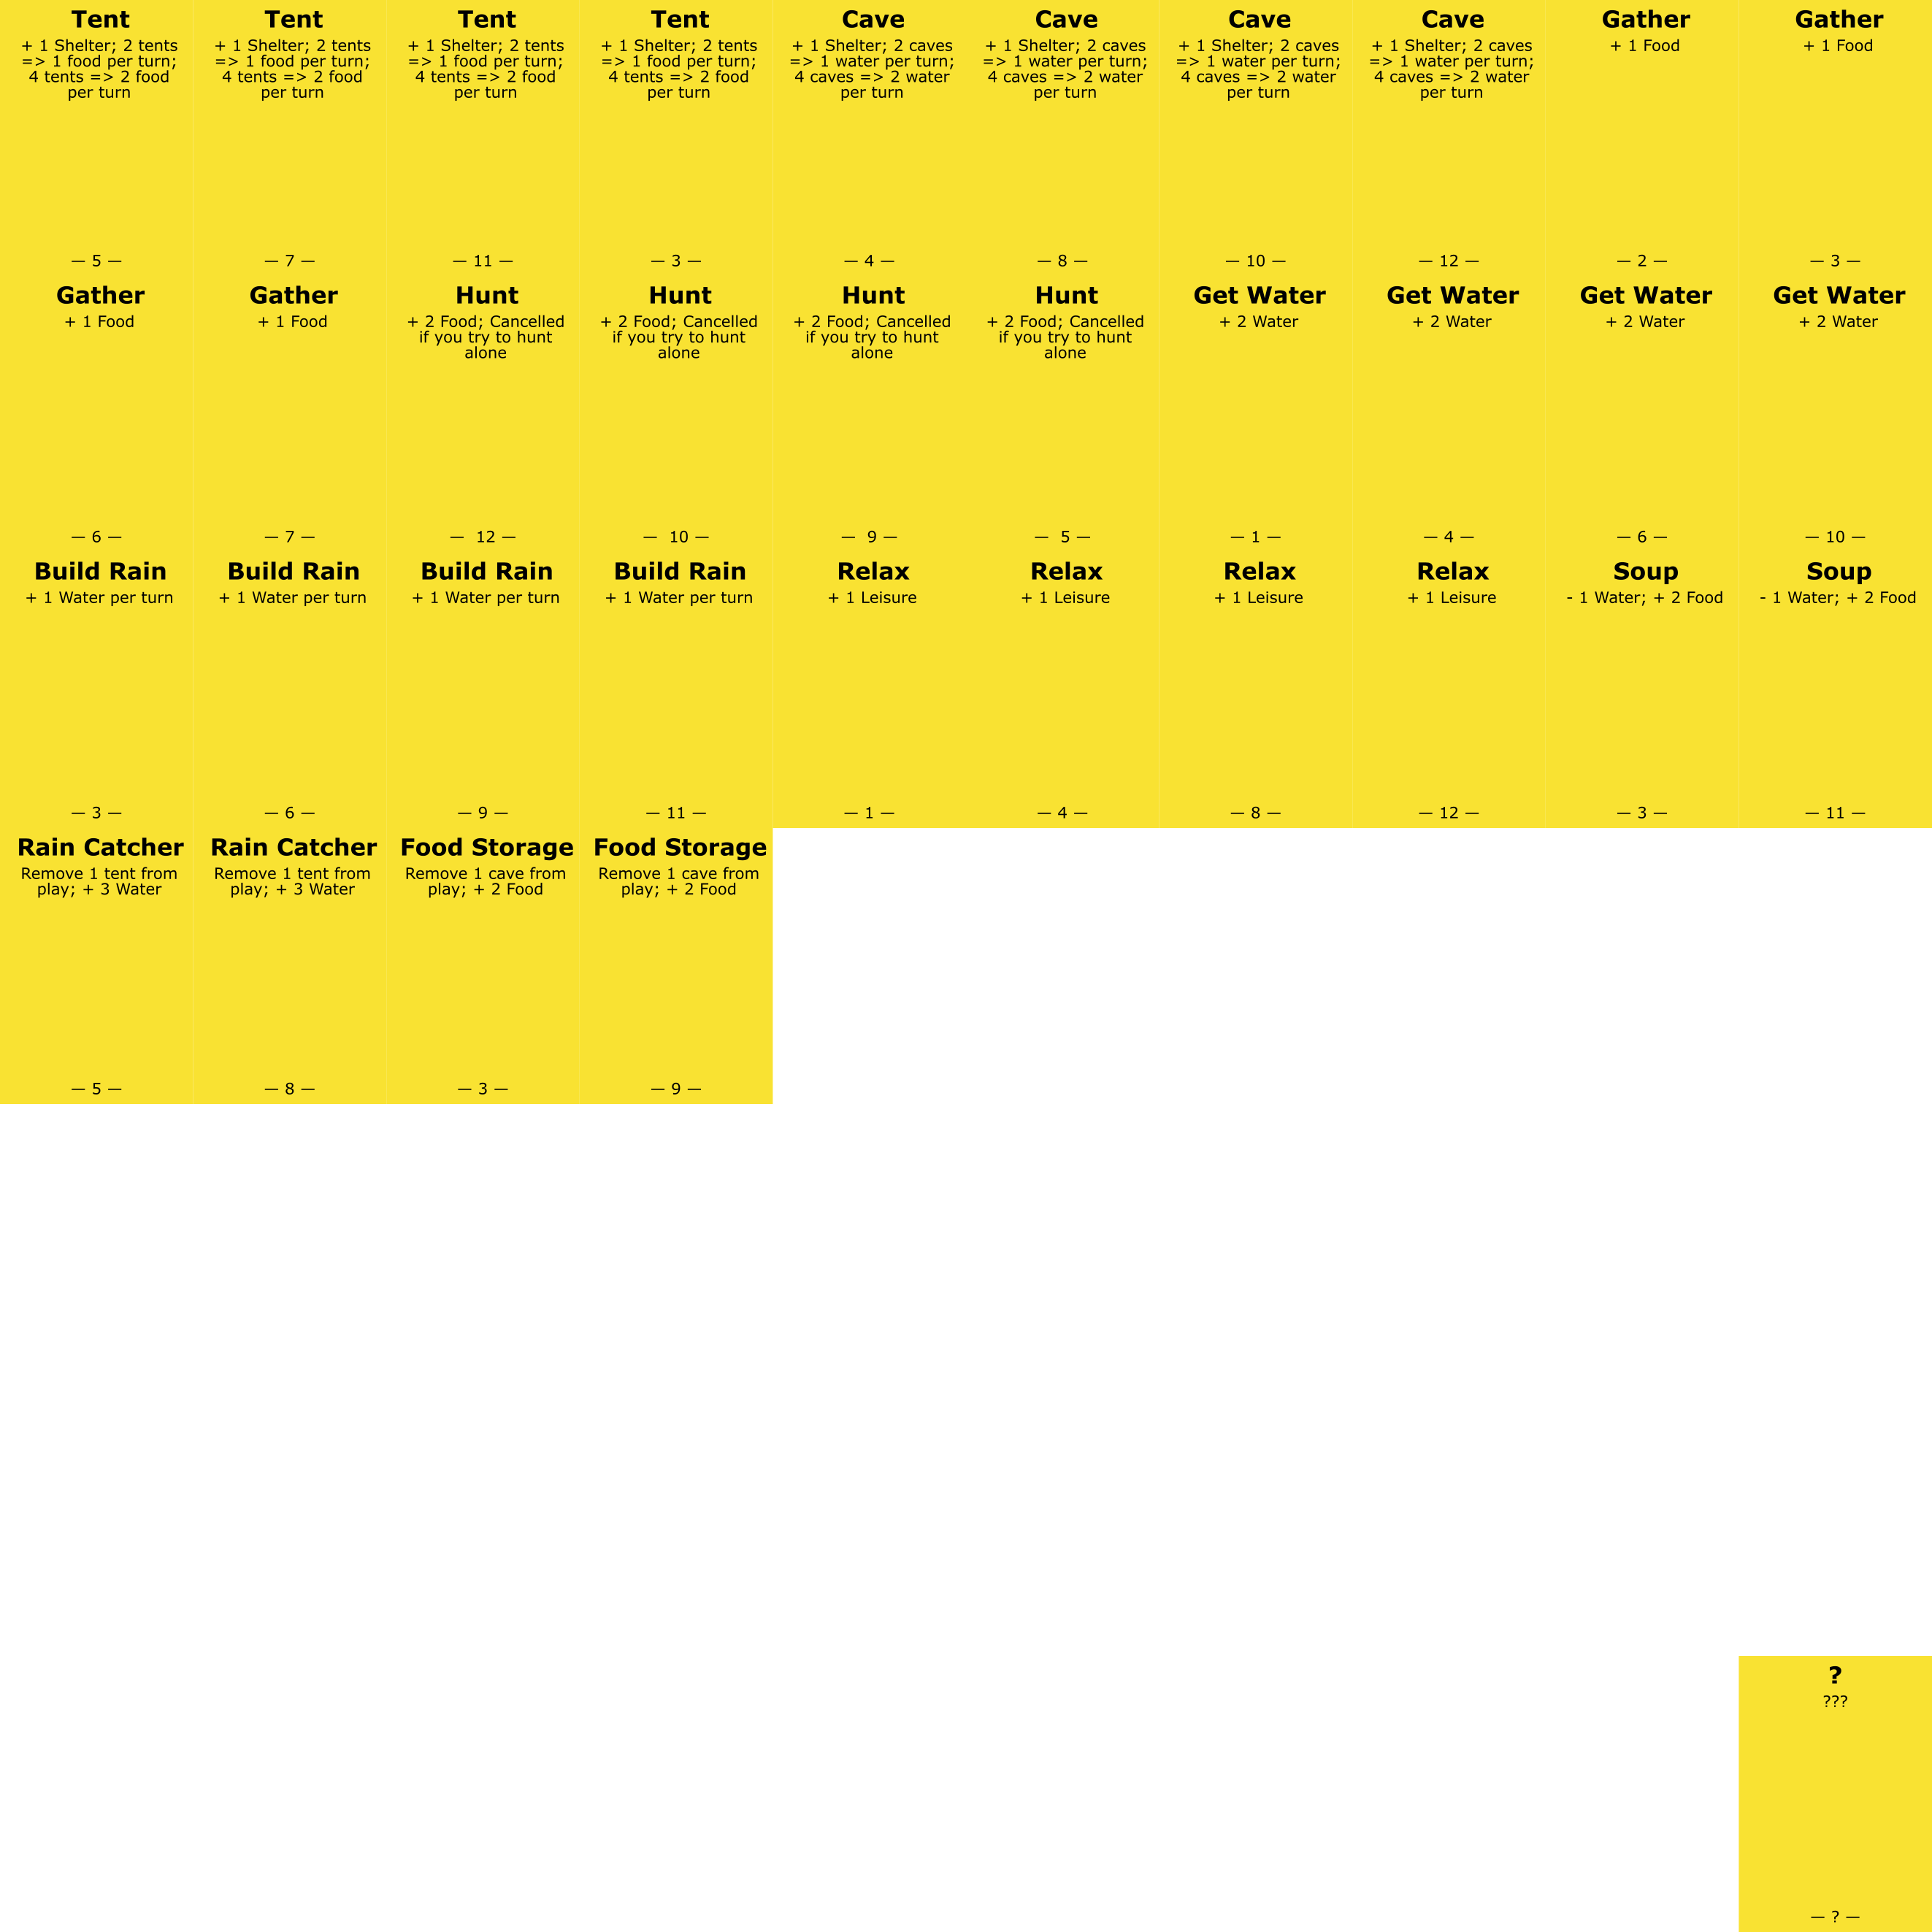 Tent
+ 1 Shelter; 2 tents
=> 1 food per turn;
4 tents => 2 food
per turn
— 5 —
Tent
+ 1 Shelter; 2 tents
=> 1 food per turn;
4 tents => 2 food
per turn
— 7 —
Tent
+ 1 Shelter; 2 tents
=> 1 food per turn;
4 tents => 2 food
per turn
— 11 —
Tent
+ 1 Shelter; 2 tents
=> 1 food per turn;
4 tents => 2 food
per turn
— 3 —
Cave
+ 1 Shelter; 2 caves
=> 1 water per turn;
4 caves => 2 water
per turn
— 4 —
Cave
+ 1 Shelter; 2 caves
=> 1 water per turn;
4 caves => 2 water
per turn
— 8 —
Cave
+ 1 Shelter; 2 caves
=> 1 water per turn;
4 caves => 2 water
per turn
— 10 —
Cave
+ 1 Shelter; 2 caves
=> 1 water per turn;
4 caves => 2 water
per turn
— 12 —
Gather
+ 1 Food
— 2 —
Gather
+ 1 Food
— 3 —
Gather
+ 1 Food
— 6 —
Gather
+ 1 Food
— 7 —
Hunt
+ 2 Food; Cancelled
if you try to hunt
alone
— 12 —
Hunt
+ 2 Food; Cancelled
if you try to hunt
alone
— 10 —
Hunt
+ 2 Food; Cancelled
if you try to hunt
alone
— 9 —
Hunt
+ 2 Food; Cancelled
if you try to hunt
alone
— 5 —
Get Water
+ 2 Water
— 1 —
Get Water
+ 2 Water
— 4 —
Get Water
+ 2 Water
— 6 —
Get Water
+ 2 Water
— 10 —
Build Rain
+ 1 Water per turn
— 3 —
Build Rain
+ 1 Water per turn
— 6 —
Build Rain
+ 1 Water per turn
— 9 —
Build Rain
+ 1 Water per turn
— 11 —
Relax
+ 1 Leisure
— 1 —
Relax
+ 1 Leisure
— 4 —
Relax
+ 1 Leisure
— 8 —
Relax
+ 1 Leisure
— 12 —
Soup
- 1 Water; + 2 Food
— 3 —
Soup
- 1 Water; + 2 Food
— 11 —
Rain Catcher
Remove 1 tent from
play; + 3 Water
— 5 —
Rain Catcher
Remove 1 tent from
play; + 3 Water
— 8 —
Food Storage
Remove 1 cave from
play; + 2 Food
— 3 —
Food Storage
Remove 1 cave from
play; + 2 Food
— 9 —
?
???
— ? —